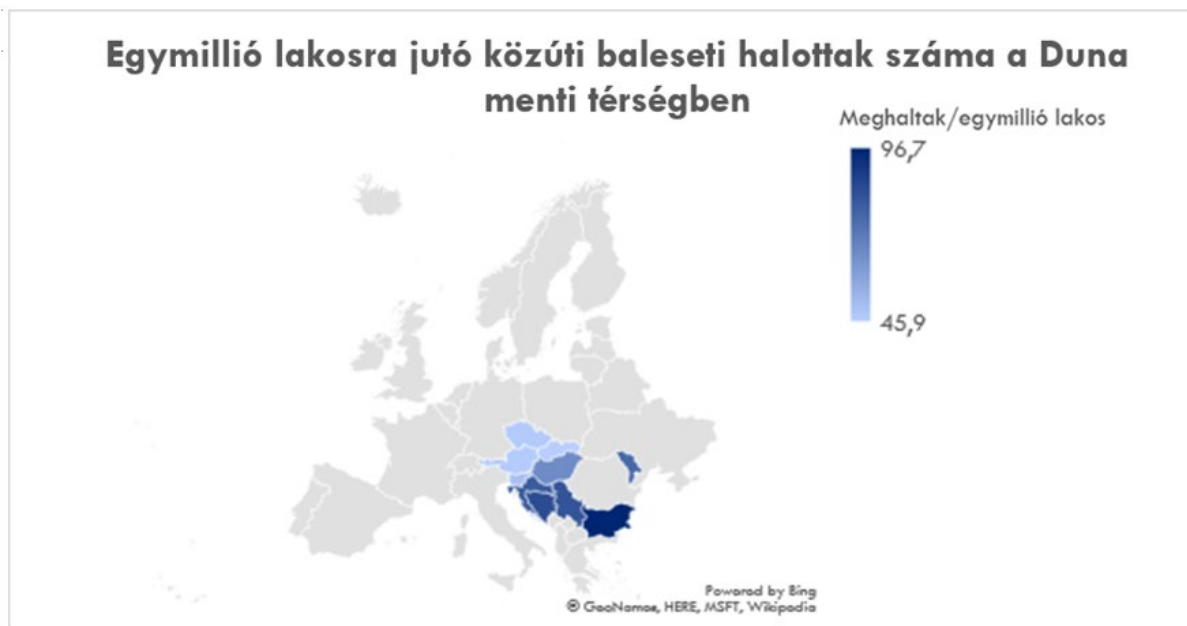 Egymillió lakosra jutó közúti baleseti halottak száma a Duna
menti térségben
Meghaltak/egymillió lakos
96,7
45,9
Powered by Bing
© GeoNames, HERE, MSFT, Wikipedia